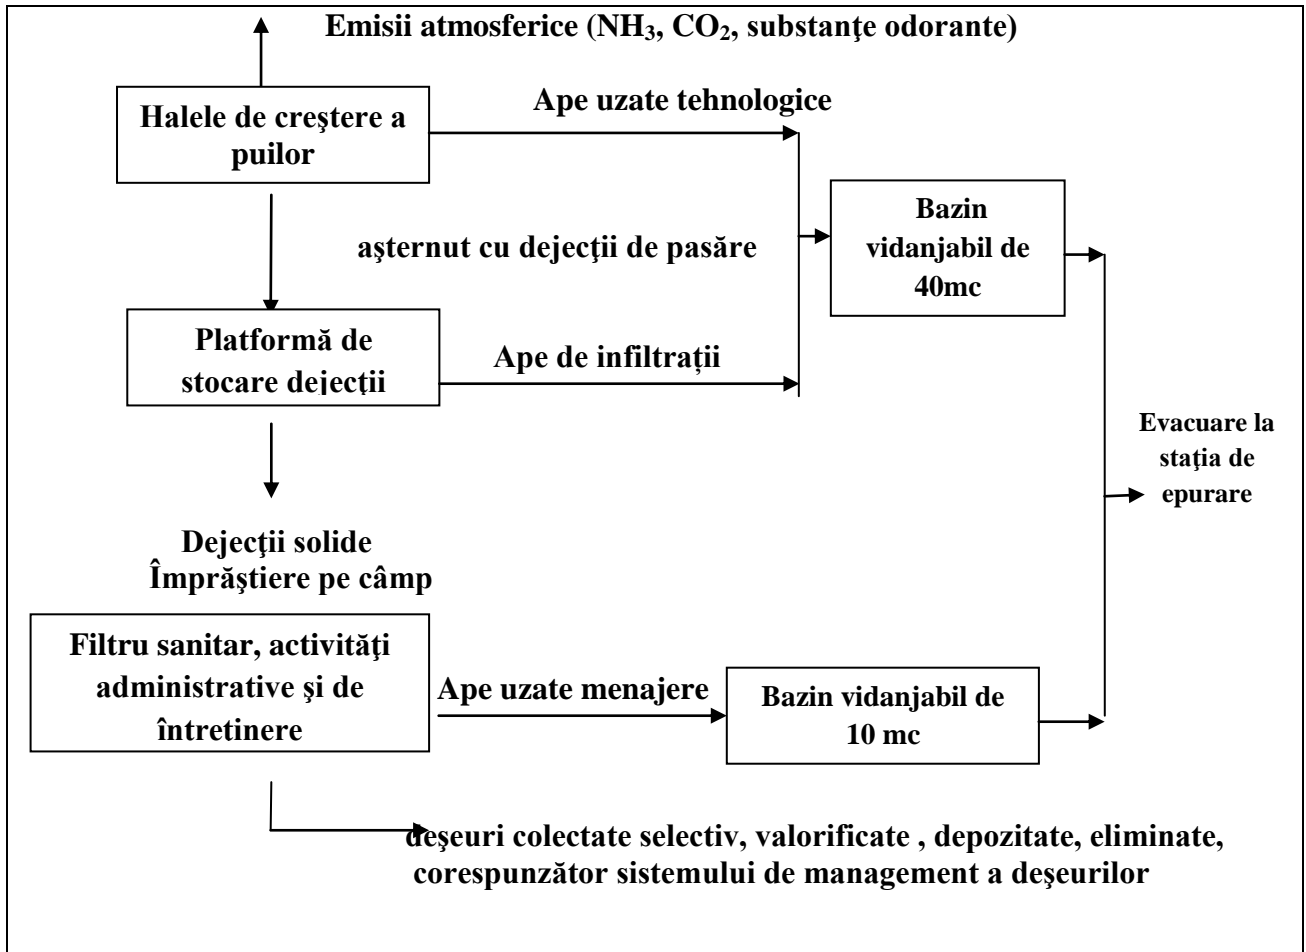 Emisii atmosferice (NH₃, CO₂, substanţe odorante)
Ape uzate tehnologice
Halele de creştere a
puilor
Bazin
vidanjabil de
40mc
aşternut cu dejecţii de pasăre
Platformă de
stocare dejecţii
Ape de infiltrații
Evacuare la
staţia de
epurare
Dejecţii solide
Împrăştiere pe câmp
Filtru sanitar, activităţi
administrative şi de
întretinere
Ape uzate menajere
Bazin vidanjabil de
10 mc
deşeuri colectate selectiv, valorificate , depozitate, eliminate,
corespunzător sistemului de management a deşeurilor